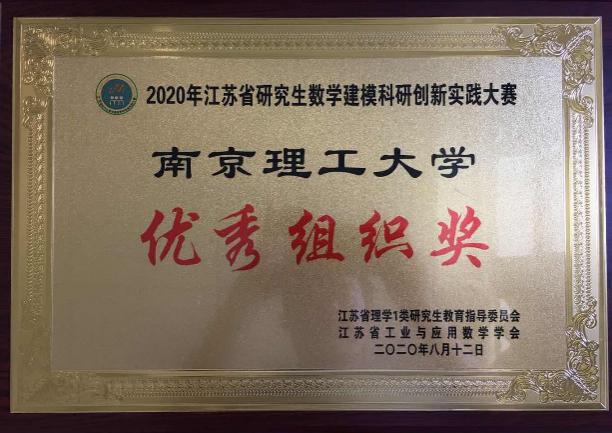 2020年江苏省研究生数学建模科研创新实践大赛
南京理工大学
优秀组织奖
江苏省理学1类研究生教育指导委员会
江苏省工业与应用数学学会
二〇二〇年八月十二日